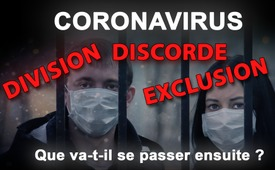 CORONAVIRUS
DIVISION DISCORDE
EXCLUSION
Que va-t-il se passer ensuite ?